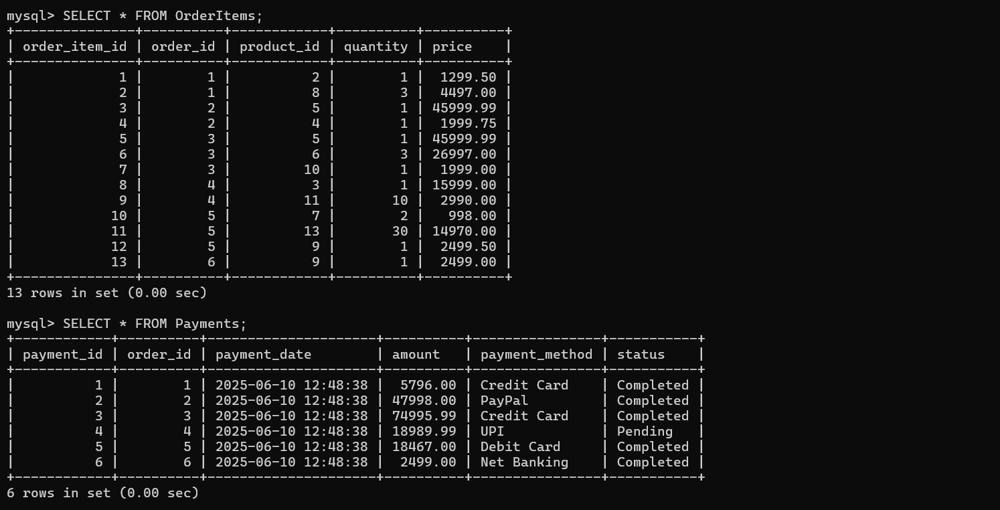 mysql> SELECT * FROM OrderItems;
+---------------+----------+------------+----------+----------+
| order_item_id | order_id | product_id | quantity | price    |
+---------------+----------+------------+----------+----------+
|             1 |        1 |          2 |        1 |  1299.50 |
|             2 |        1 |          8 |        3 |  4497.00 |
|             3 |        2 |          5 |        1 | 45999.99 |
|             4 |        2 |          4 |        1 |  1999.75 |
|             5 |        3 |          5 |        1 | 45999.99 |
|             6 |        3 |          6 |        3 | 26997.00 |
|             7 |        3 |         10 |        1 |  1999.00 |
|             8 |        4 |          3 |        1 | 15999.00 |
|             9 |        4 |         11 |       10 |  2990.00 |
|            10 |        5 |          7 |        2 |   998.00 |
|            11 |        5 |         13 |       30 | 14970.00 |
|            12 |        5 |          9 |        1 |  2499.50 |
|            13 |        6 |          9 |        1 |  2499.00 |
+---------------+----------+------------+----------+----------+
13 rows in set (0.00 sec)

mysql> SELECT * FROM Payments;
+------------+----------+---------------------+----------+----------------+-----------+
| payment_id | order_id | payment_date        | amount   | payment_method | status    |
+------------+----------+---------------------+----------+----------------+-----------+
|          1 |        1 | 2025-06-10 12:48:38 |  5796.00 | Credit Card    | Completed |
|          2 |        2 | 2025-06-10 12:48:38 | 47998.00 | PayPal         | Completed |
|          3 |        3 | 2025-06-10 12:48:38 | 74995.99 | Credit Card    | Completed |
|          4 |        4 | 2025-06-10 12:48:38 | 18989.99 | UPI            | Pending   |
|          5 |        5 | 2025-06-10 12:48:38 | 18467.00 | Debit Card     | Completed |
|          6 |        6 | 2025-06-10 12:48:38 |  2499.00 | Net Banking    | Completed |
+------------+----------+---------------------+----------+----------------+-----------+
6 rows in set (0.00 sec)